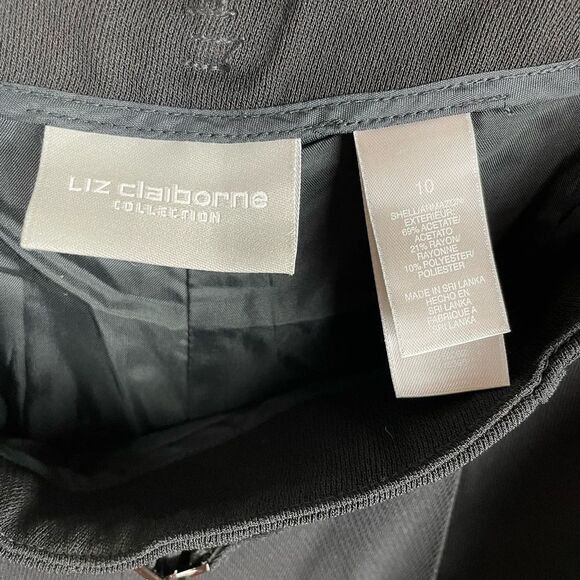 Liz claiborne
COLLECTION
10
SHELL/ARMAZON/
EXTERIEUR:
69% ACETATE/
ACETATO
21% RAYON/
RAYONNE
10% POLYESTER/
POLIESTER
MADE IN SRI LANKA
HECHO EN
SRI LANKA
FABRIQUE A
SRI LANKA